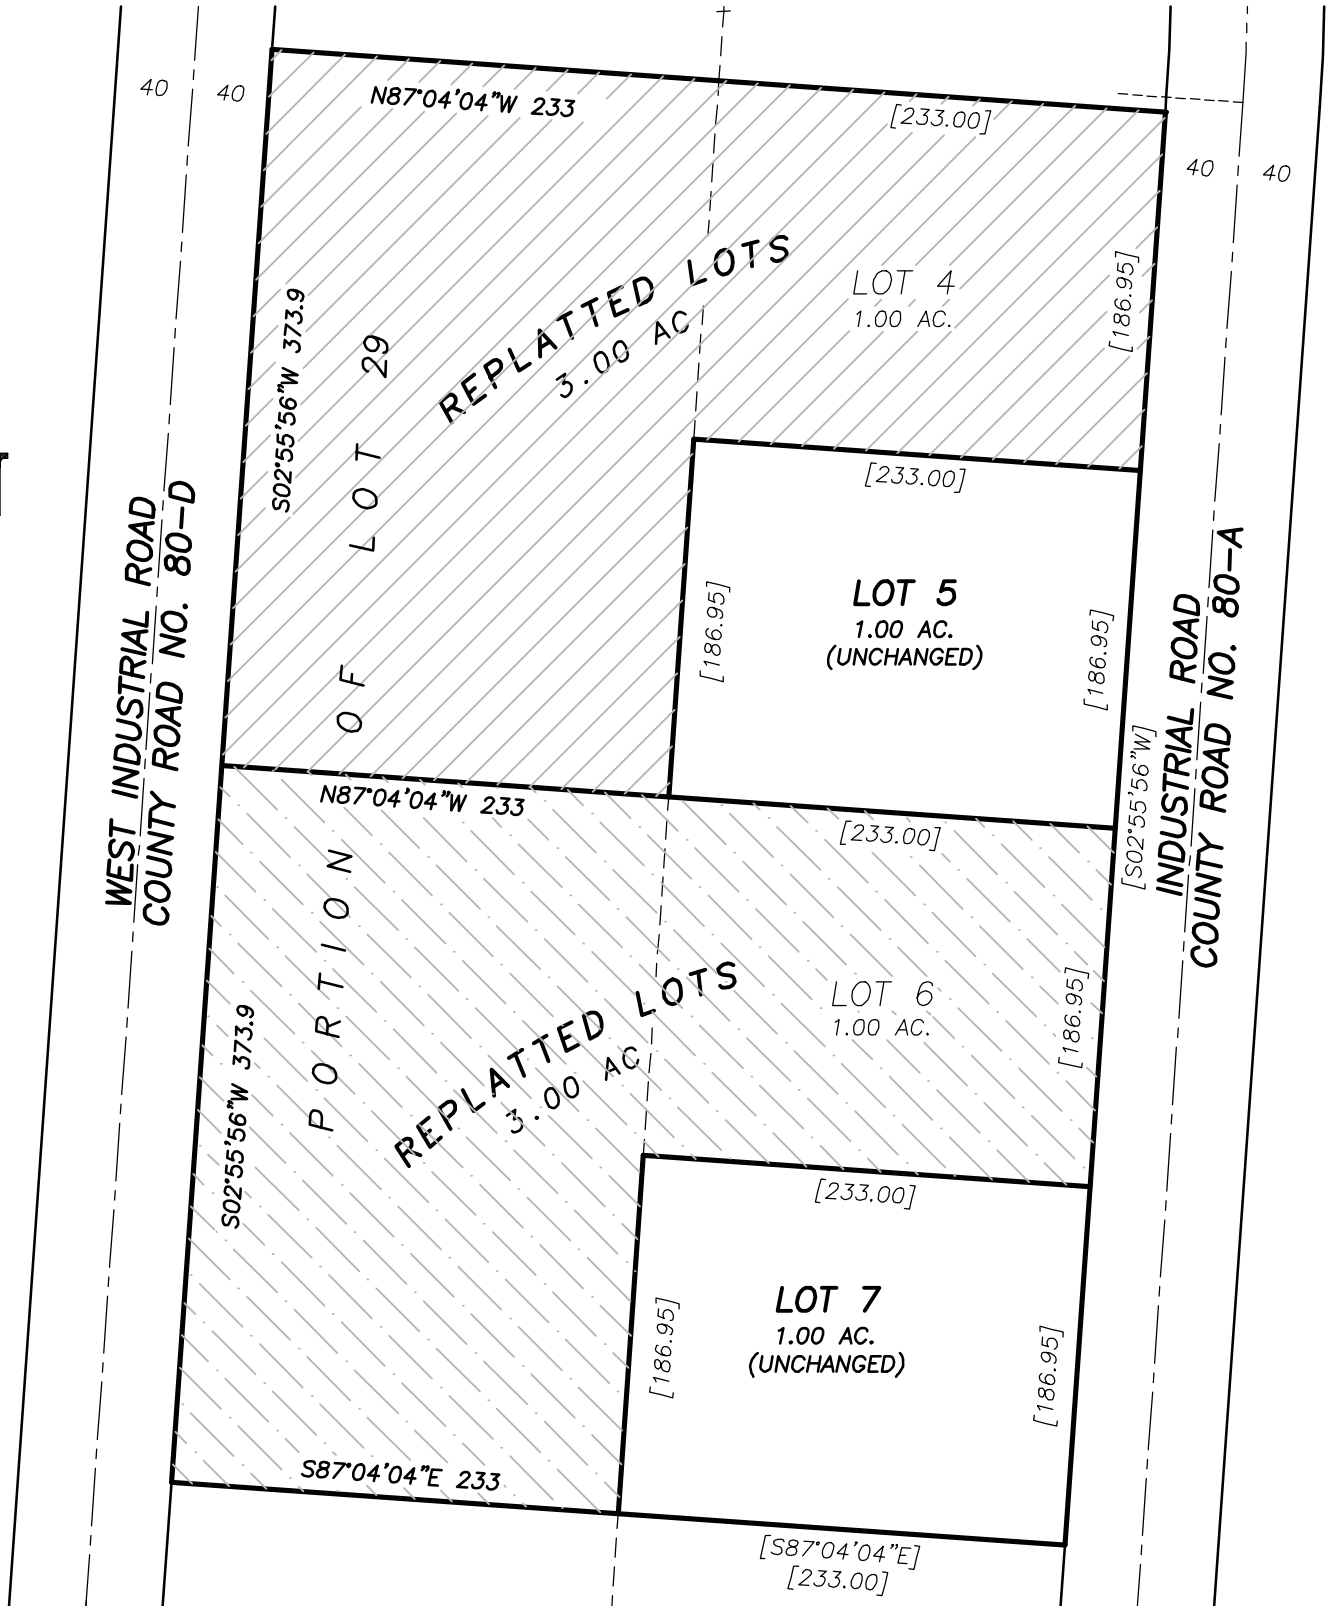 40
40
N87°04'04"W 233
[233.00]
40
40
REPLATTED LOTS
3.00 AC
LOT 4
1.00 AC.
[186.95]
S02°55'56"W 373.9
PORTION OF LOT 29
[233.00]
WEST INDUSTRIAL ROAD
COUNTY ROAD NO. 80-D
[186.95]
LOT 5
1.00 AC.
(UNCHANGED)
[186.95]
INDUSTRIAL ROAD
COUNTY ROAD NO. 80-A
[S02°55'56"W]
N87°04'04"W 233
[233.00]
REPLATTED LOTS
3.00 AC
LOT 6
1.00 AC.
[186.95]
S02°55'56"W 373.9
[233.00]
[186.95]
LOT 7
1.00 AC.
(UNCHANGED)
[186.95]
S87°04'04"E 233
[S87°04'04"E]
[233.00]